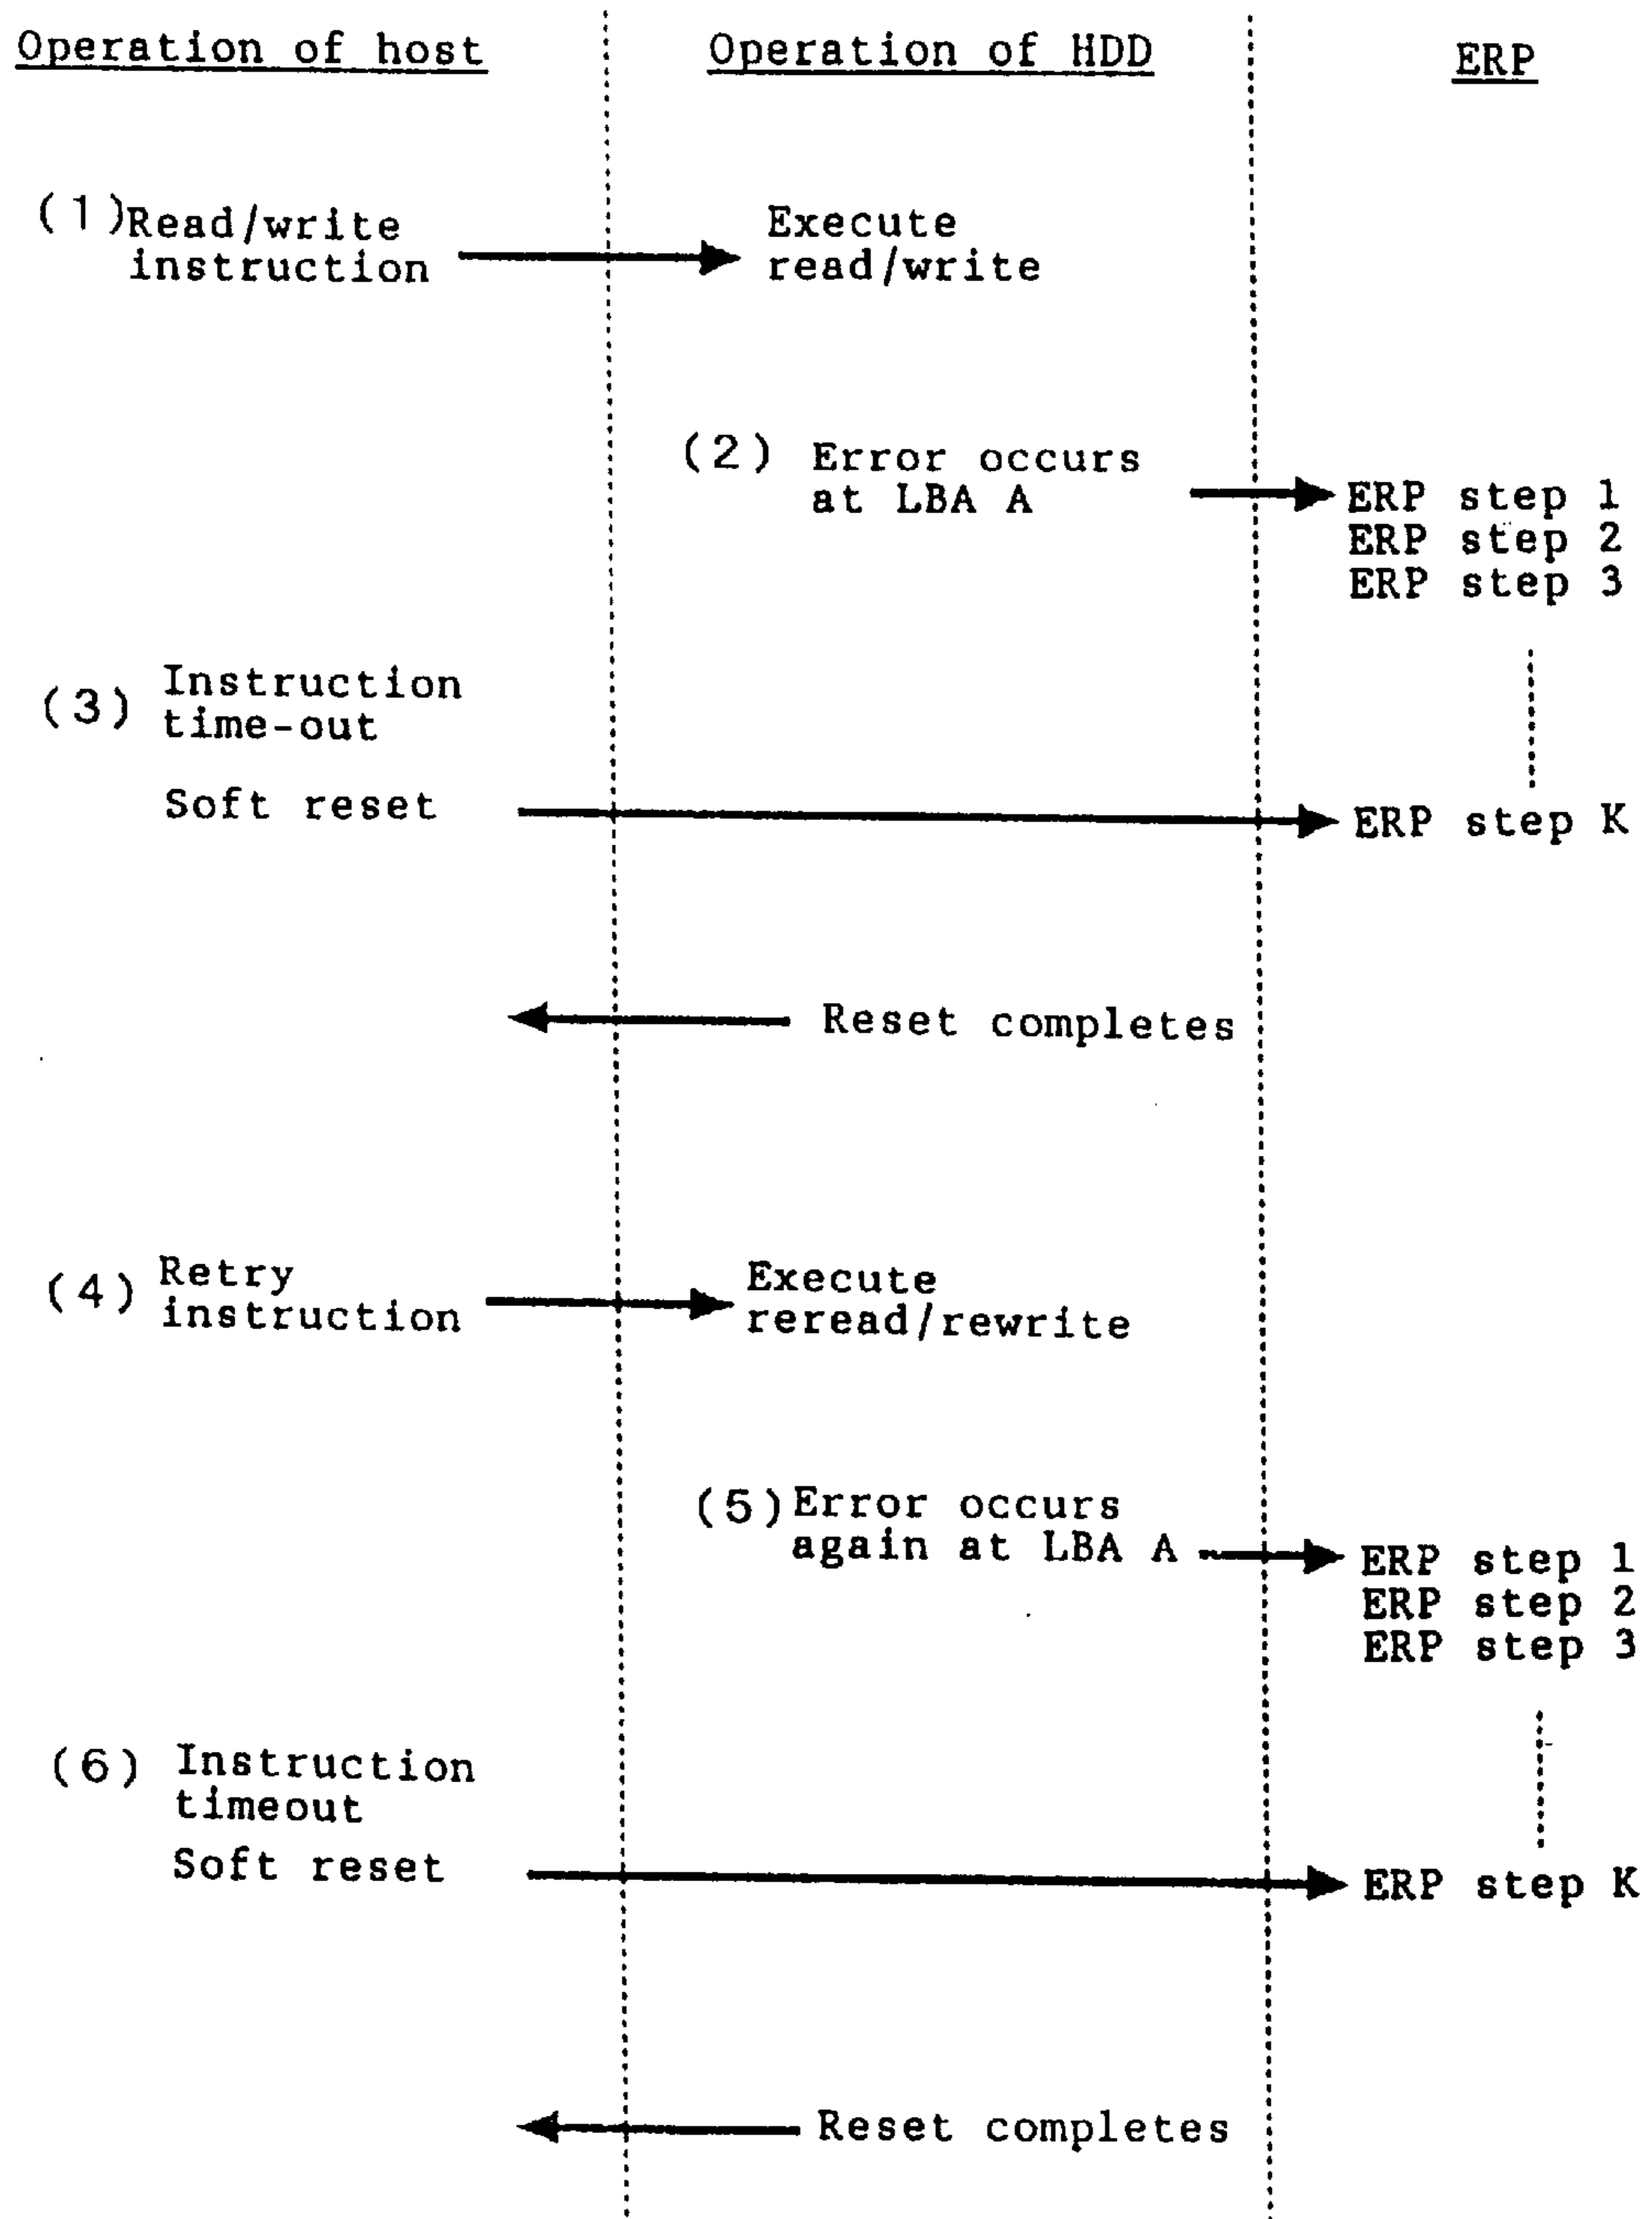 Operation of host
Operation of HDD
ERP
(1) Read/write
instruction
Execute
read/write
(2) Error occurs
at LBA A
ERP step 1
ERP step 2
ERP step 3
(3) Instruction
time-out
Soft reset
ERP step K
Reset completes
(4) Retry
instruction
Execute
reread/rewrite
(5) Error occurs
again at LBA A
ERP step 1
ERP step 2
ERP step 3
(6) Instruction
timeout
Soft reset
ERP step K
Reset completes